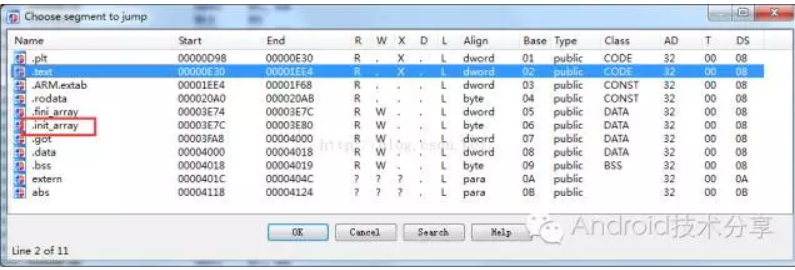 Choose segment to jump
Name Start End R W X D L Align Base Type Class AD T DS
.plt 00000D98 00000E30 R . X . L dword 01 public CODE 32 00 08
.text 00000E30 00001EE4 R . X . L dword 02 public CODE 32 00 08
.ARM.extab 00001EE4 00001F68 R . . . L dword 03 public CONST 32 00 08
.rodata 000020A0 000020AB R . . . L byte 04 public CONST 32 00 08
.fini_array 00003E74 00003E7C R W . . L dword 05 public DATA 32 00 08
.init_array 00003E7C 00003E80 R W . . L byte 06 public DATA 32 00 08
.got 00003FA8 00004000 R W . . L dword 07 public DATA 32 00 08
.data 00004000 00004018 R W . . L dword 08 public DATA 32 00 08
.bss 00004018 00004019 R W . . L byte 09 public BSS 32 00 08
extern 0000401C 0000404C ? ? ? . L para 0A public 32 00 0A
abs 00004118 00004124 ? ? ? . L para 0B public 32 00 0B
OK Cancel Search Help
Android技术分享
Line 2 of 11